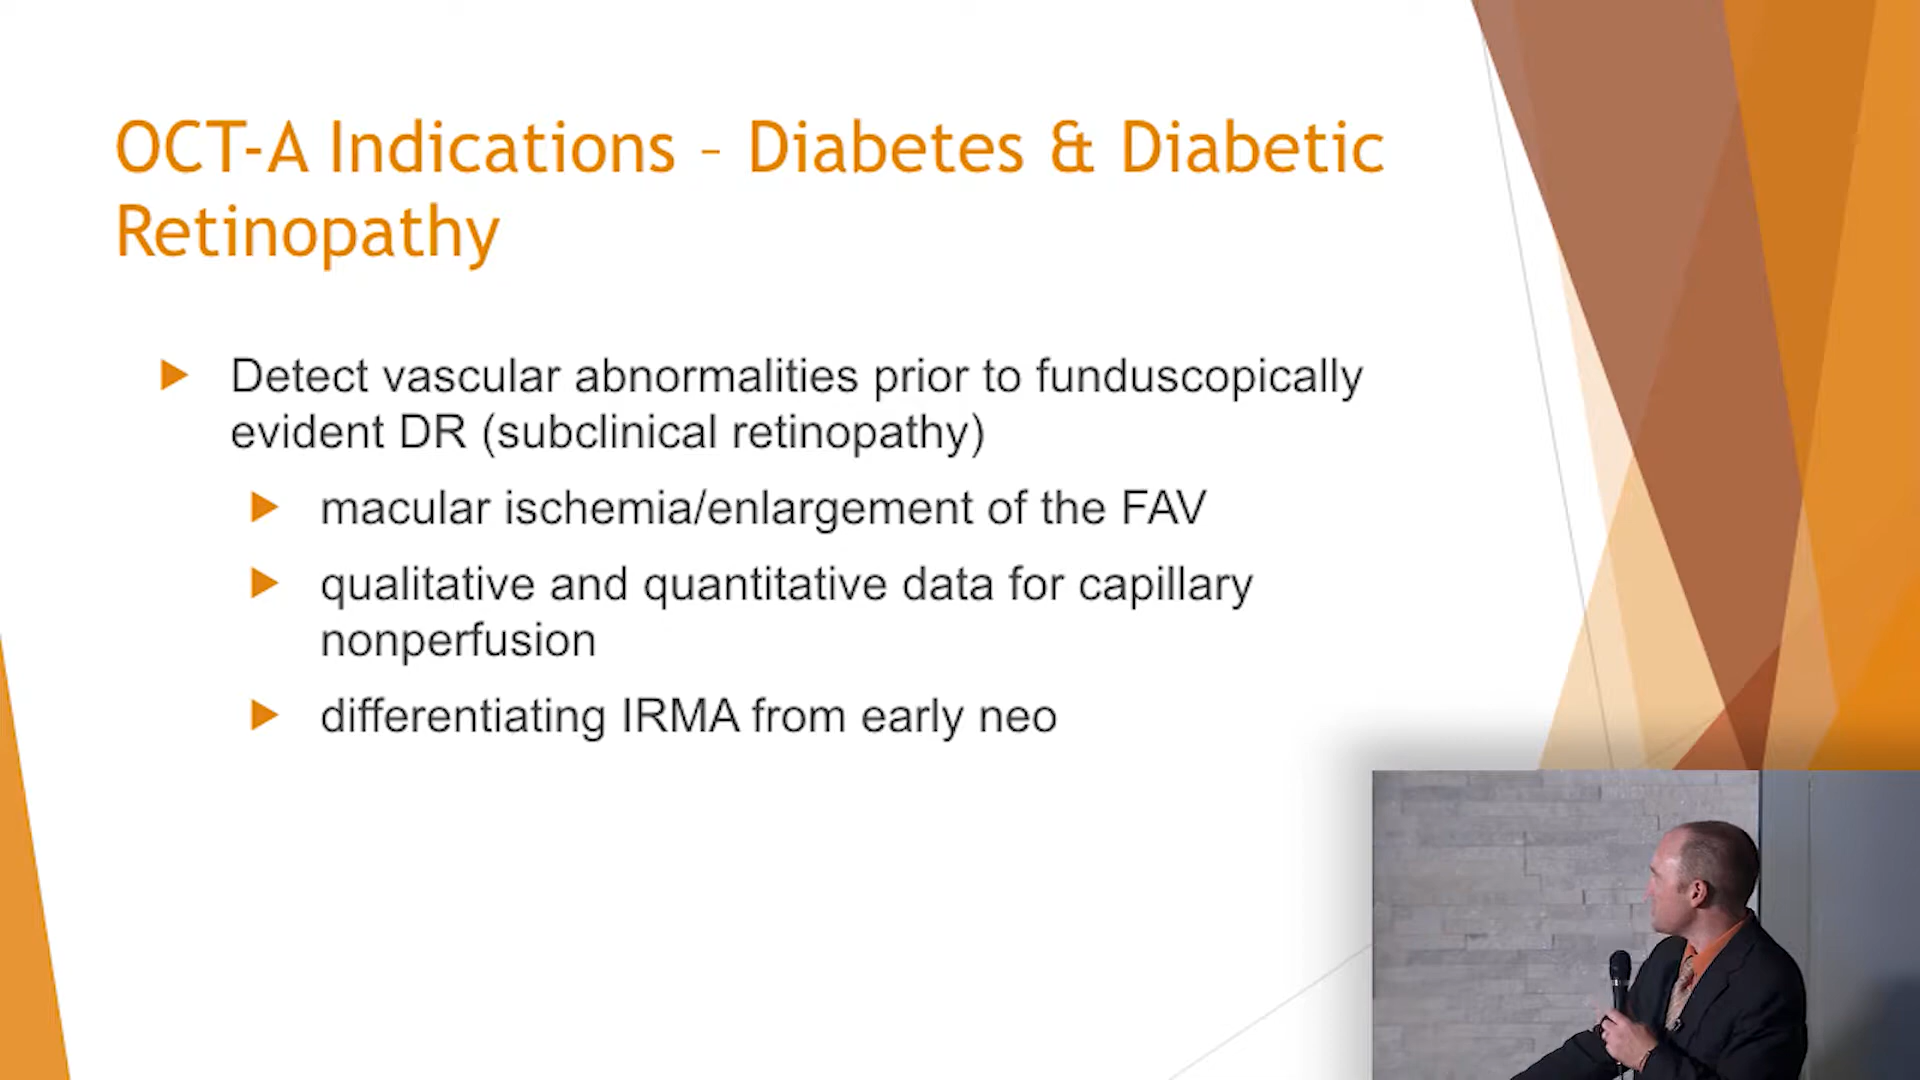 OCT-A Indications – Diabetes & Diabetic
Retinopathy
Detect vascular abnormalities prior to funduscopically
evident DR (subclinical retinopathy)
macular ischemia/enlargement of the FAV
qualitative and quantitative data for capillary
nonperfusion
differentiating IRMA from early neo